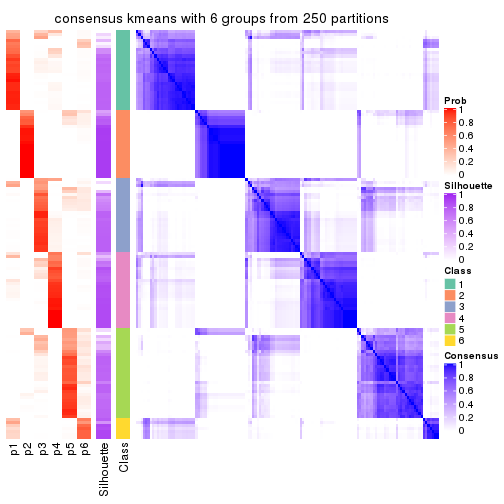 consensus kmeans with 6 groups from 250 partitions
Prob
1
0.8
0.6
0.4
0.2
0
Silhouette
1
0.8
0.6
0.4
0.2
0
Class
1
2
3
4
5
6
Consensus
1
0.8
0.6
0.4
0.2
0
p1
p2
p3
p4
p5
p6
Silhouette
Class